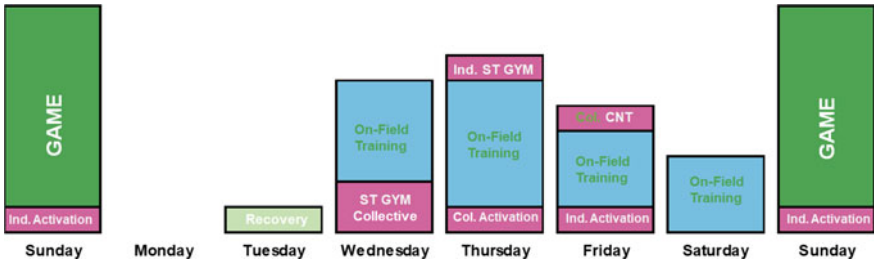 GAME
Ind. Activation
Sunday
Monday
Recovery
Tuesday
On-Field
Training
ST GYM
Collective
Wednesday
Ind. ST GYM
On-Field
Training
Col. Activation
Thursday
Col. CNT
On-Field
Training
Ind. Activation
Friday
On-Field
Training
Saturday
GAME
Ind. Activation
Sunday